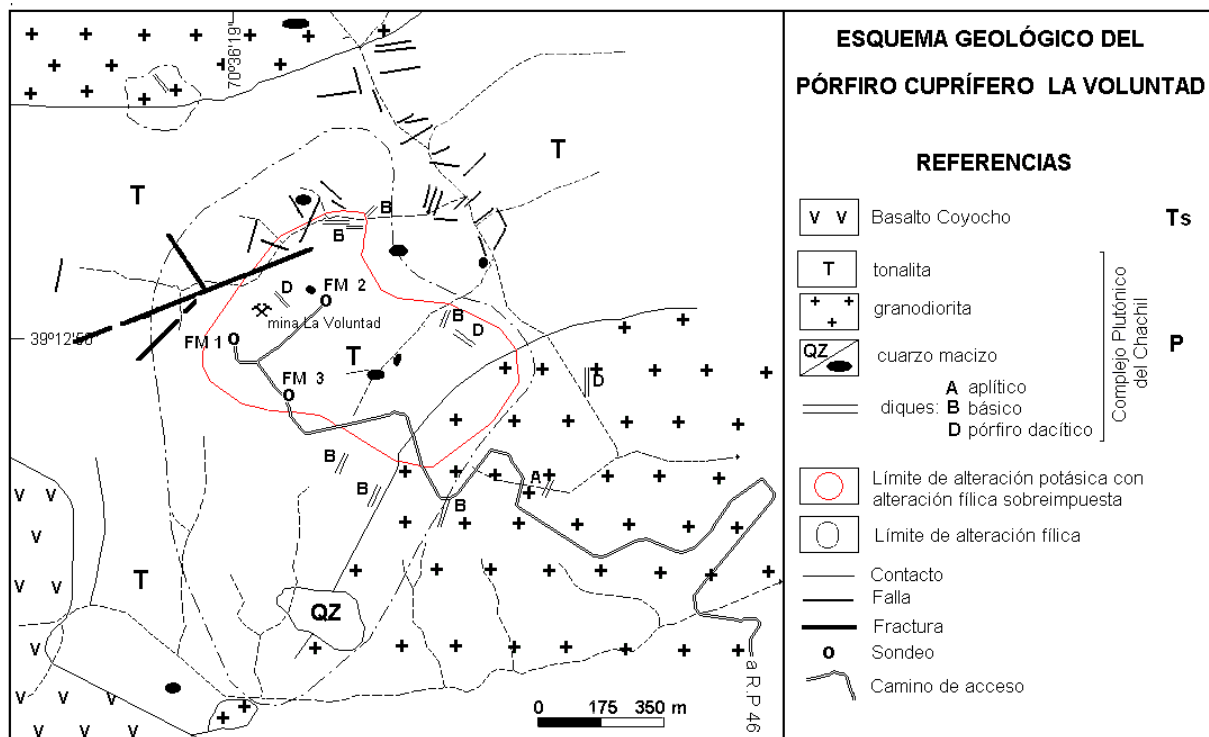 70º36'19"
T
T
B
B
D
FM 2
mina La Voluntad
B
D
FM 1
T
FM 3
D
B
A
B
B
T
QZ
0 175 350 m
a R.P 46
ESQUEMA GEOLÓGICO DEL
PÓRFIRO CUPRÍFERO LA VOLUNTAD
REFERENCIAS
V V Basalto Coyocho Ts
T tonalita
granodiorita
QZ cuarzo macizo
A aplítico
diques: B básico
D pórfiro dacítico
Complejo Plutónico
del Chachil
P
Límite de alteración potásica con
alteración fílica sobreimpuesta
Límite de alteración fílica
Contacto
Falla
Fractura
Sondeo
Camino de acceso